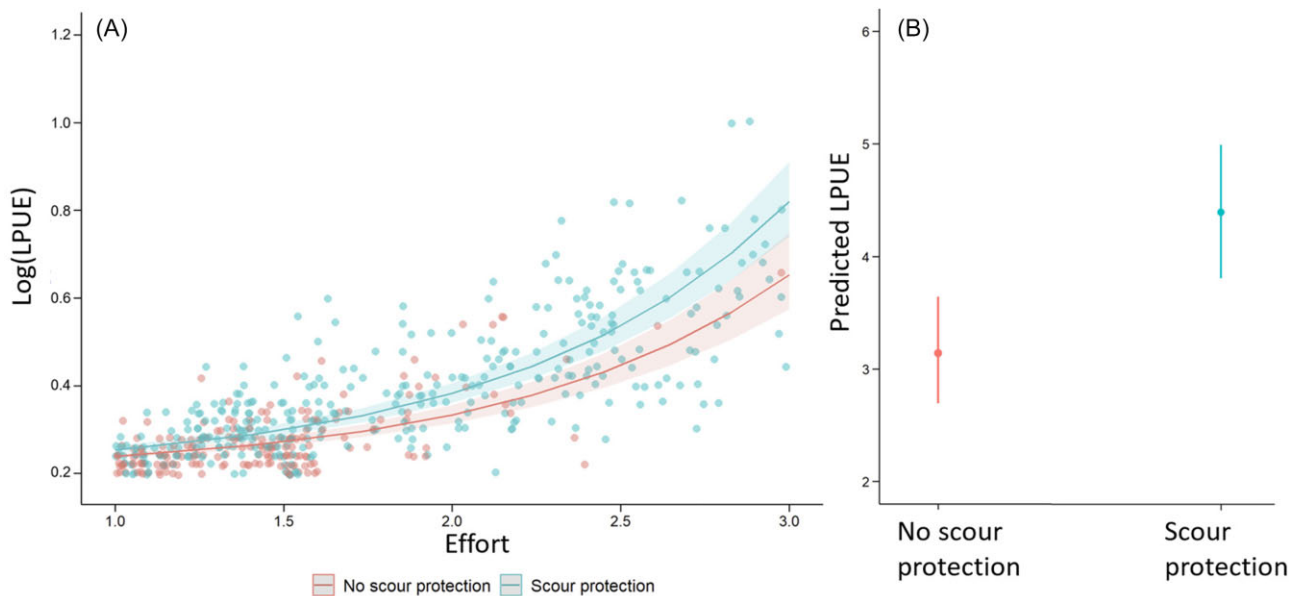 (A)
1.2
1.0
0.8
0.6
0.4
0.2
Log(LPUE)
1.0 1.5 2.0 2.5 3.0
Effort
No scour protection Scour protection
(B)
6
5
4
3
2
Predicted LPUE
No scour
protection
Scour
protection